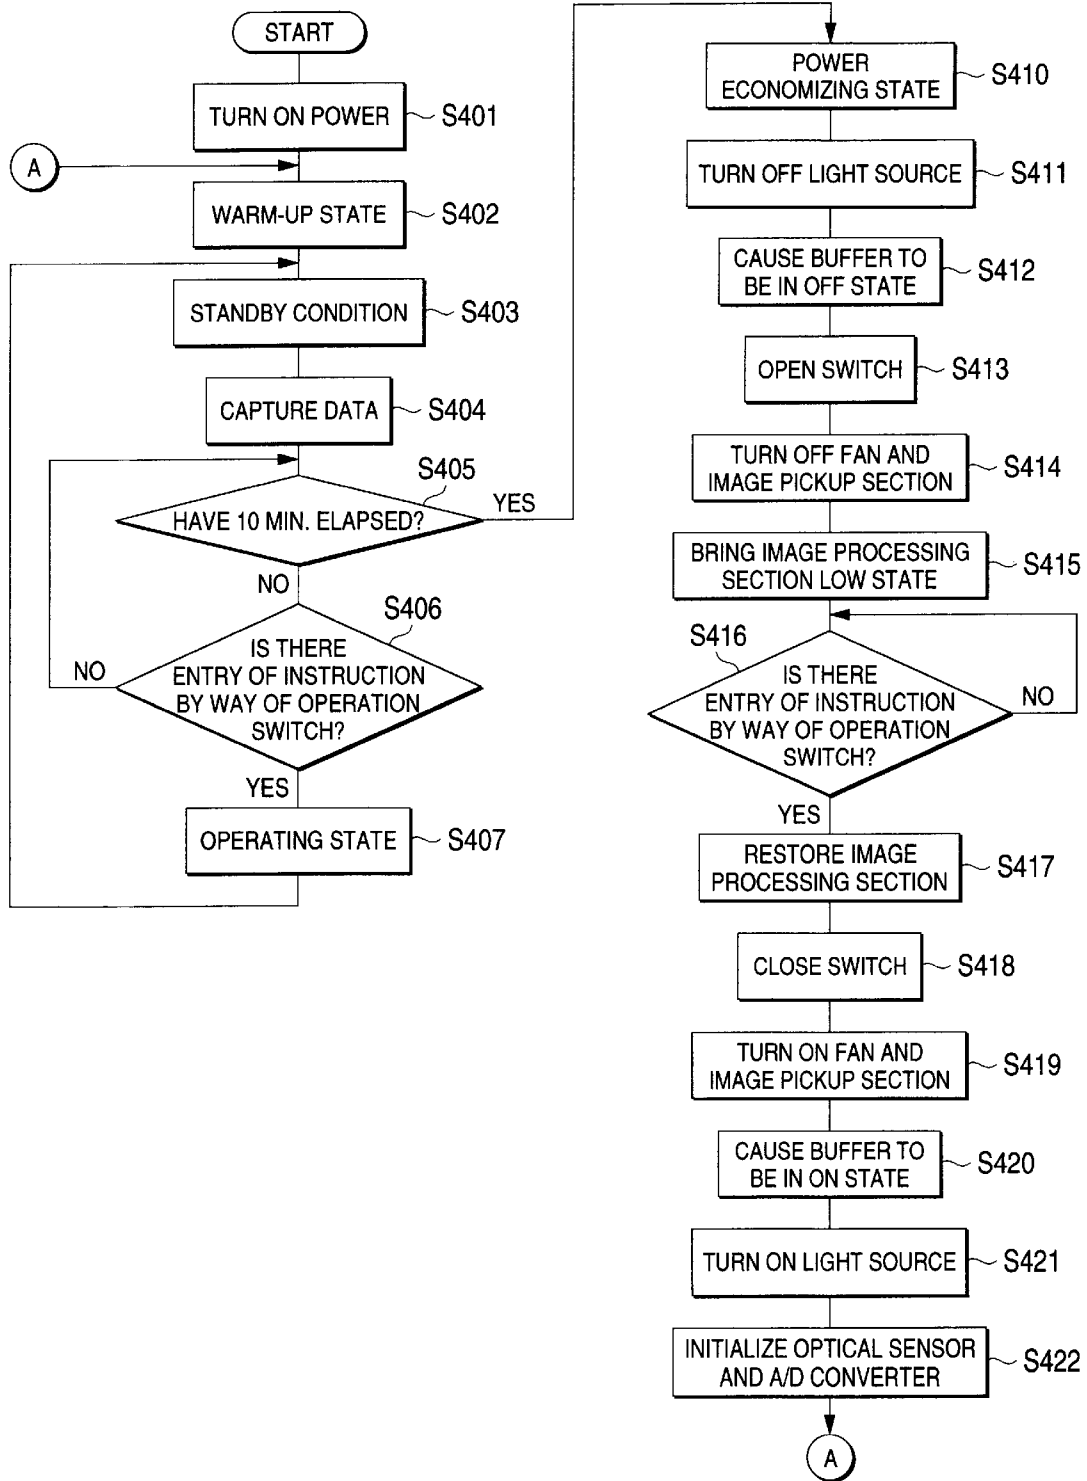 START
TURN ON POWER
S401
A
WARM-UP STATE
S402
STANDBY CONDITION
S403
CAPTURE DATA
S404
S405
HAVE 10 MIN. ELAPSED?
YES
NO
S406
IS THERE
ENTRY OF INSTRUCTION
BY WAY OF OPERATION
SWITCH?
NO
YES
OPERATING STATE
S407
POWER
ECONOMIZING STATE
S410
TURN OFF LIGHT SOURCE
S411
CAUSE BUFFER TO
BE IN OFF STATE
S412
OPEN SWITCH
S413
TURN OFF FAN AND
IMAGE PICKUP SECTION
S414
BRING IMAGE PROCESSING
SECTION LOW STATE
S415
S416
IS THERE
ENTRY OF INSTRUCTION
BY WAY OF OPERATION
SWITCH?
NO
YES
RESTORE IMAGE
PROCESSING SECTION
S417
CLOSE SWITCH
S418
TURN ON FAN AND
IMAGE PICKUP SECTION
S419
CAUSE BUFFER TO
BE IN ON STATE
S420
TURN ON LIGHT SOURCE
S421
INITIALIZE OPTICAL SENSOR
AND A/D CONVERTER
S422
A